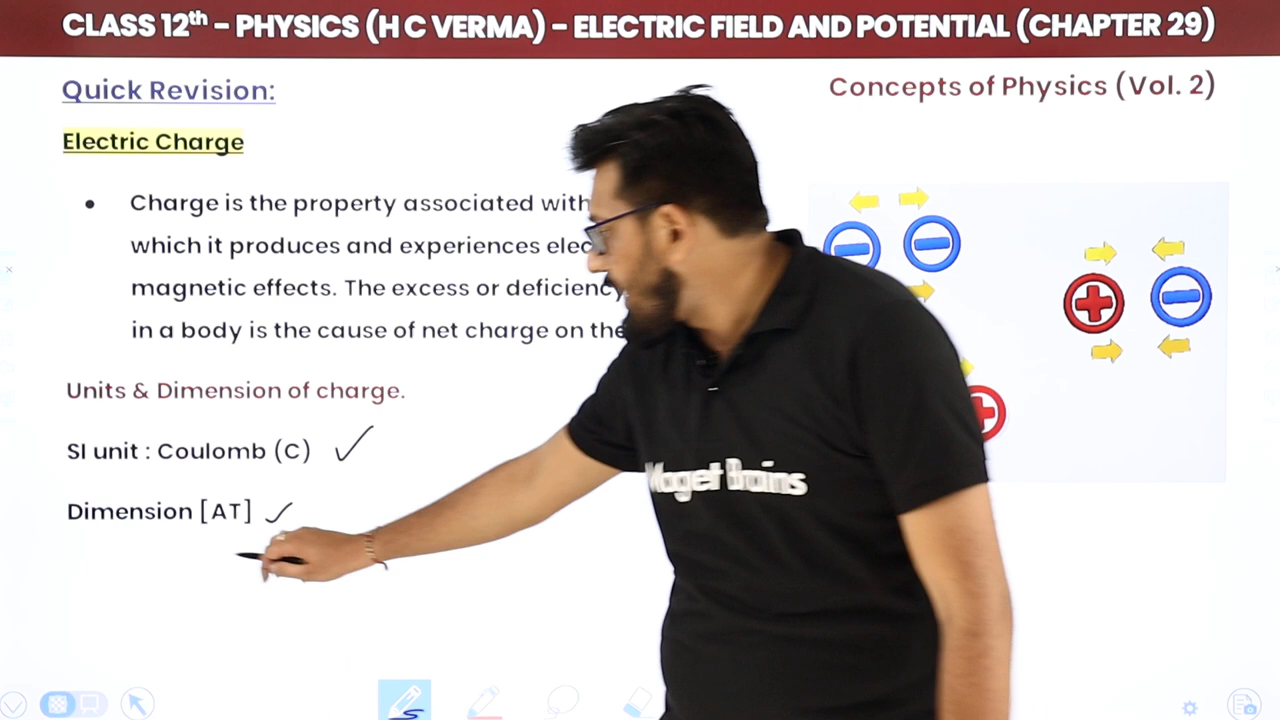 CLASS 12th – PHYSICS (H C VERMA) – ELECTRIC FIELD AND POTENTIAL (CHAPTER 29)
Quick Revision:
Concepts of Physics (Vol. 2)
Electric Charge
• Charge is the property associated with
which it produces and experiences elec
magnetic effects. The excess or deficiency
in a body is the cause of net charge on the
Units & Dimension of charge.
SI unit : Coulomb (C)
Dimension [AT]
Magnet Brains